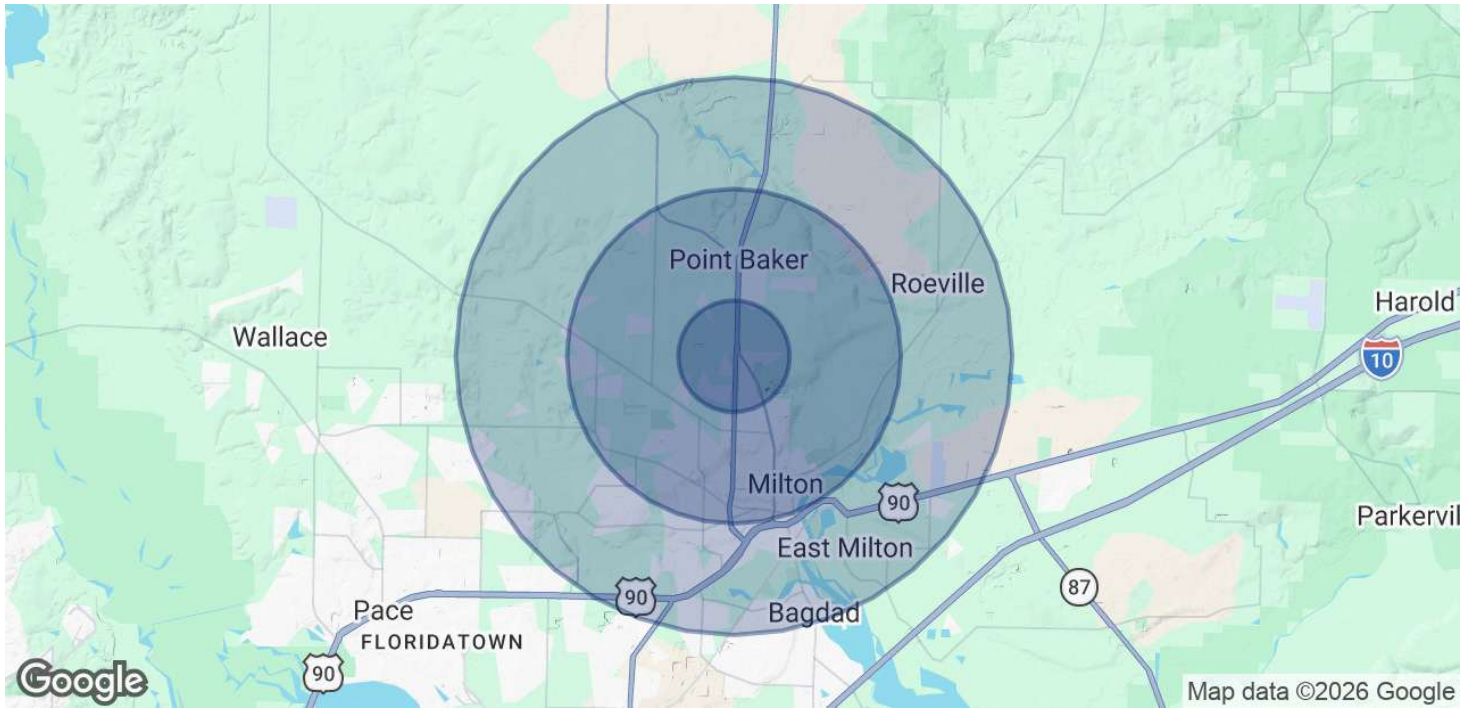 Point Baker
Roeville
Harold
Wallace
10
Milton
90
Parkervil
East Milton
87
90
Pace
Bagdad
FLORIDATOWN
90
Google
Map data ©2026 Google